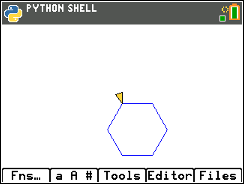 PYTHON SHELL
Fns… a A # Tools Editor Files